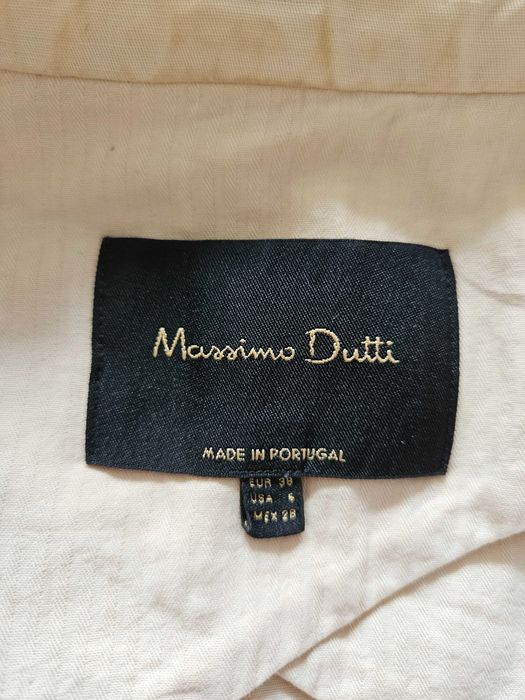 Massimo Dutti
MADE IN PORTUGAL
EUR 38
USA 6
MEX 28